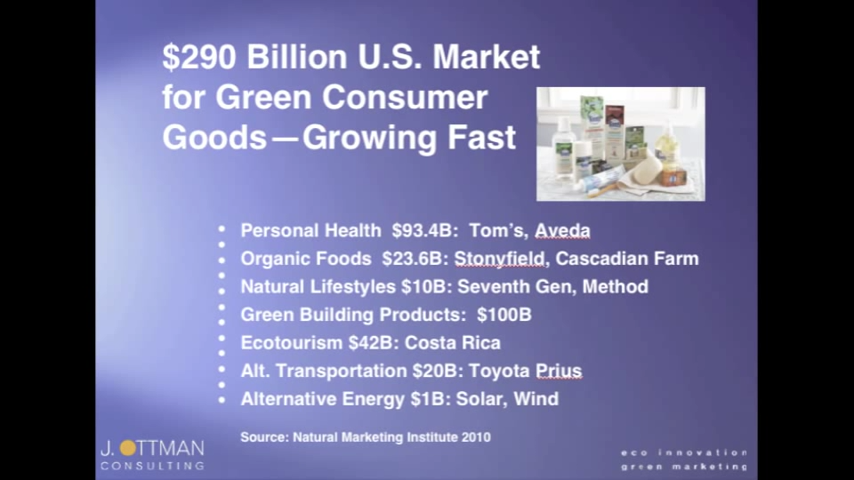 $290 Billion U.S. Market
for Green Consumer
Goods—Growing Fast
• Personal Health $93.4B: Tom's, Aveda
• Organic Foods $23.6B: Stonyfield, Cascadian Farm
• Natural Lifestyles $10B: Seventh Gen, Method
• Green Building Products: $100B
• Ecotourism $42B: Costa Rica
• Alt. Transportation $20B: Toyota Prius
• Alternative Energy $1B: Solar, Wind
Source: Natural Marketing Institute 2010
J. OTTMAN
CONSULTING
eco innovation
green marketing